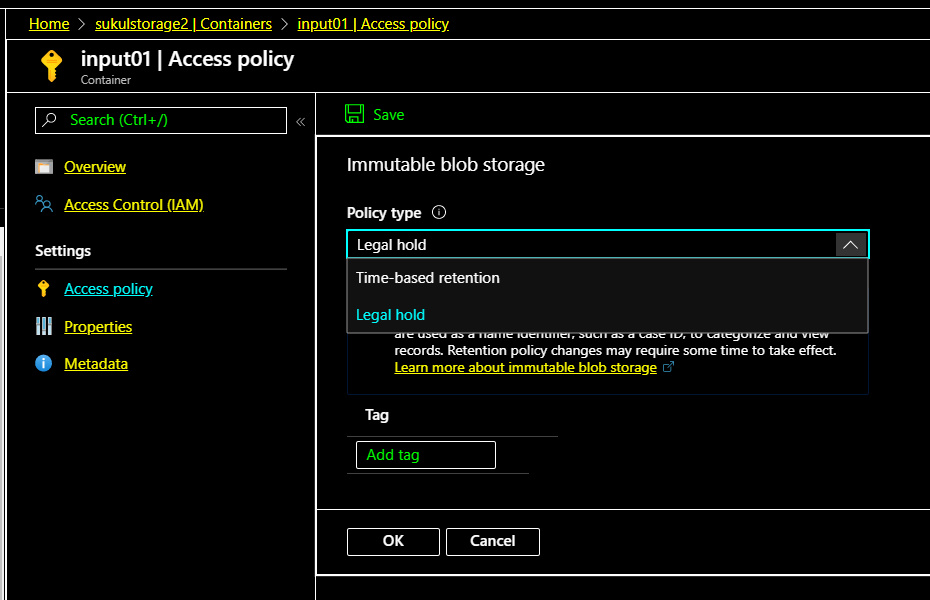 Home > sukulstorage2 | Containers > input01 | Access policy
input01 | Access policy
Container
Search (Ctrl+/)
«
Overview
Access Control (IAM)
Settings
Access policy
Properties
Metadata
Save
Immutable blob storage
Policy type
Legal hold
Time-based retention
Legal hold
are used as a name identifier, such as a case ID, to categorize and view
records. Retention policy changes may require some time to take effect.
Learn more about immutable blob storage
Tag
Add tag
OK
Cancel